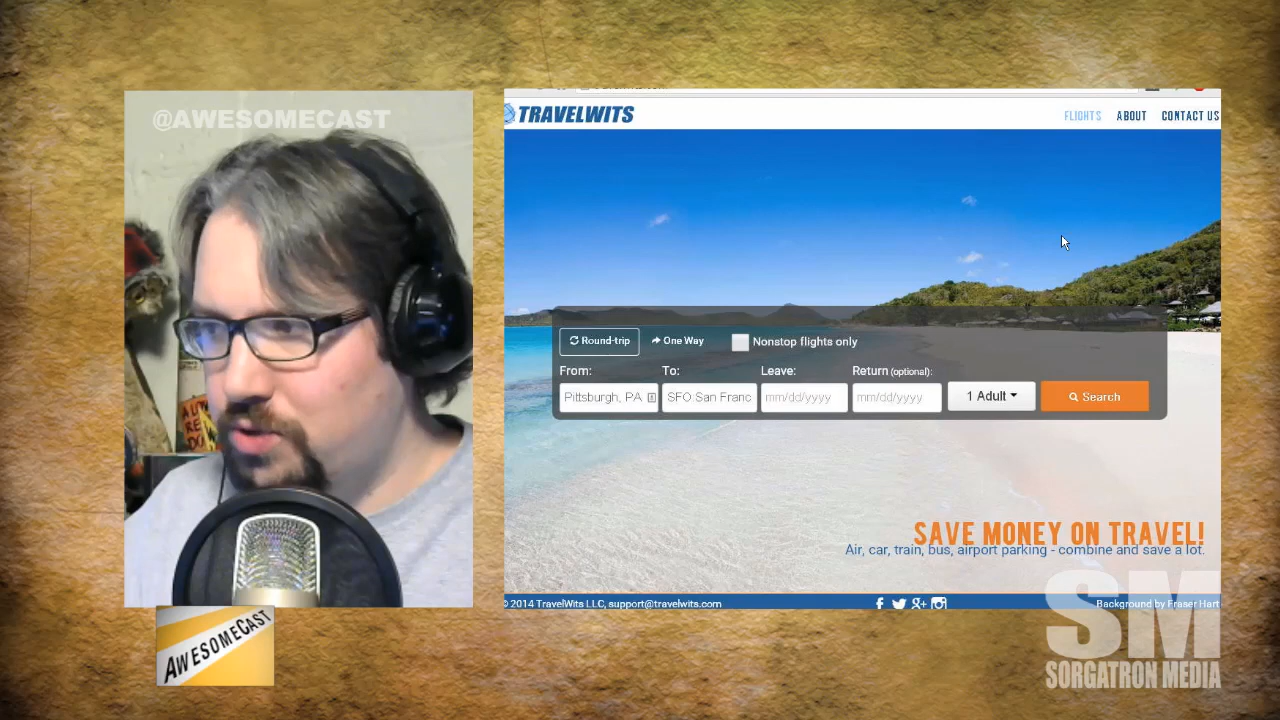 @AWESOMECAST
TRAVELWITS
FLIGHTS ABOUT CONTACT US
Round-trip One Way Nonstop flights only
From: To: Leave: Return (optional):
Pittsburgh, PA SFO San Franc mm/dd/yyyy mm/dd/yyyy 1 Adult Search
SAVE MONEY ON TRAVEL!
Air, car, train, bus, airport parking - combine and save a lot.
© 2014 TravelWits LLC, support@travelwits.com Background by Fraser Hart
AWESOMECAST
SM
SORGATRON MEDIA